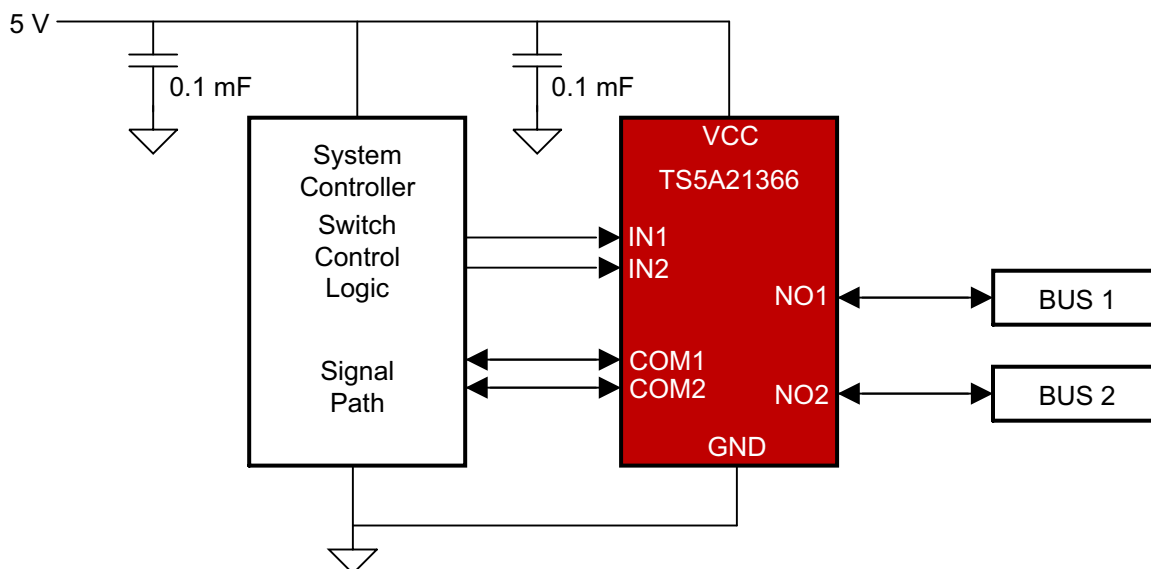 5 V
0.1 mF
0.1 mF
System
Controller
Switch
Control
Logic
Signal
Path
VCC
TS5A21366
IN1
IN2
COM1
COM2
NO1
NO2
GND
BUS 1
BUS 2